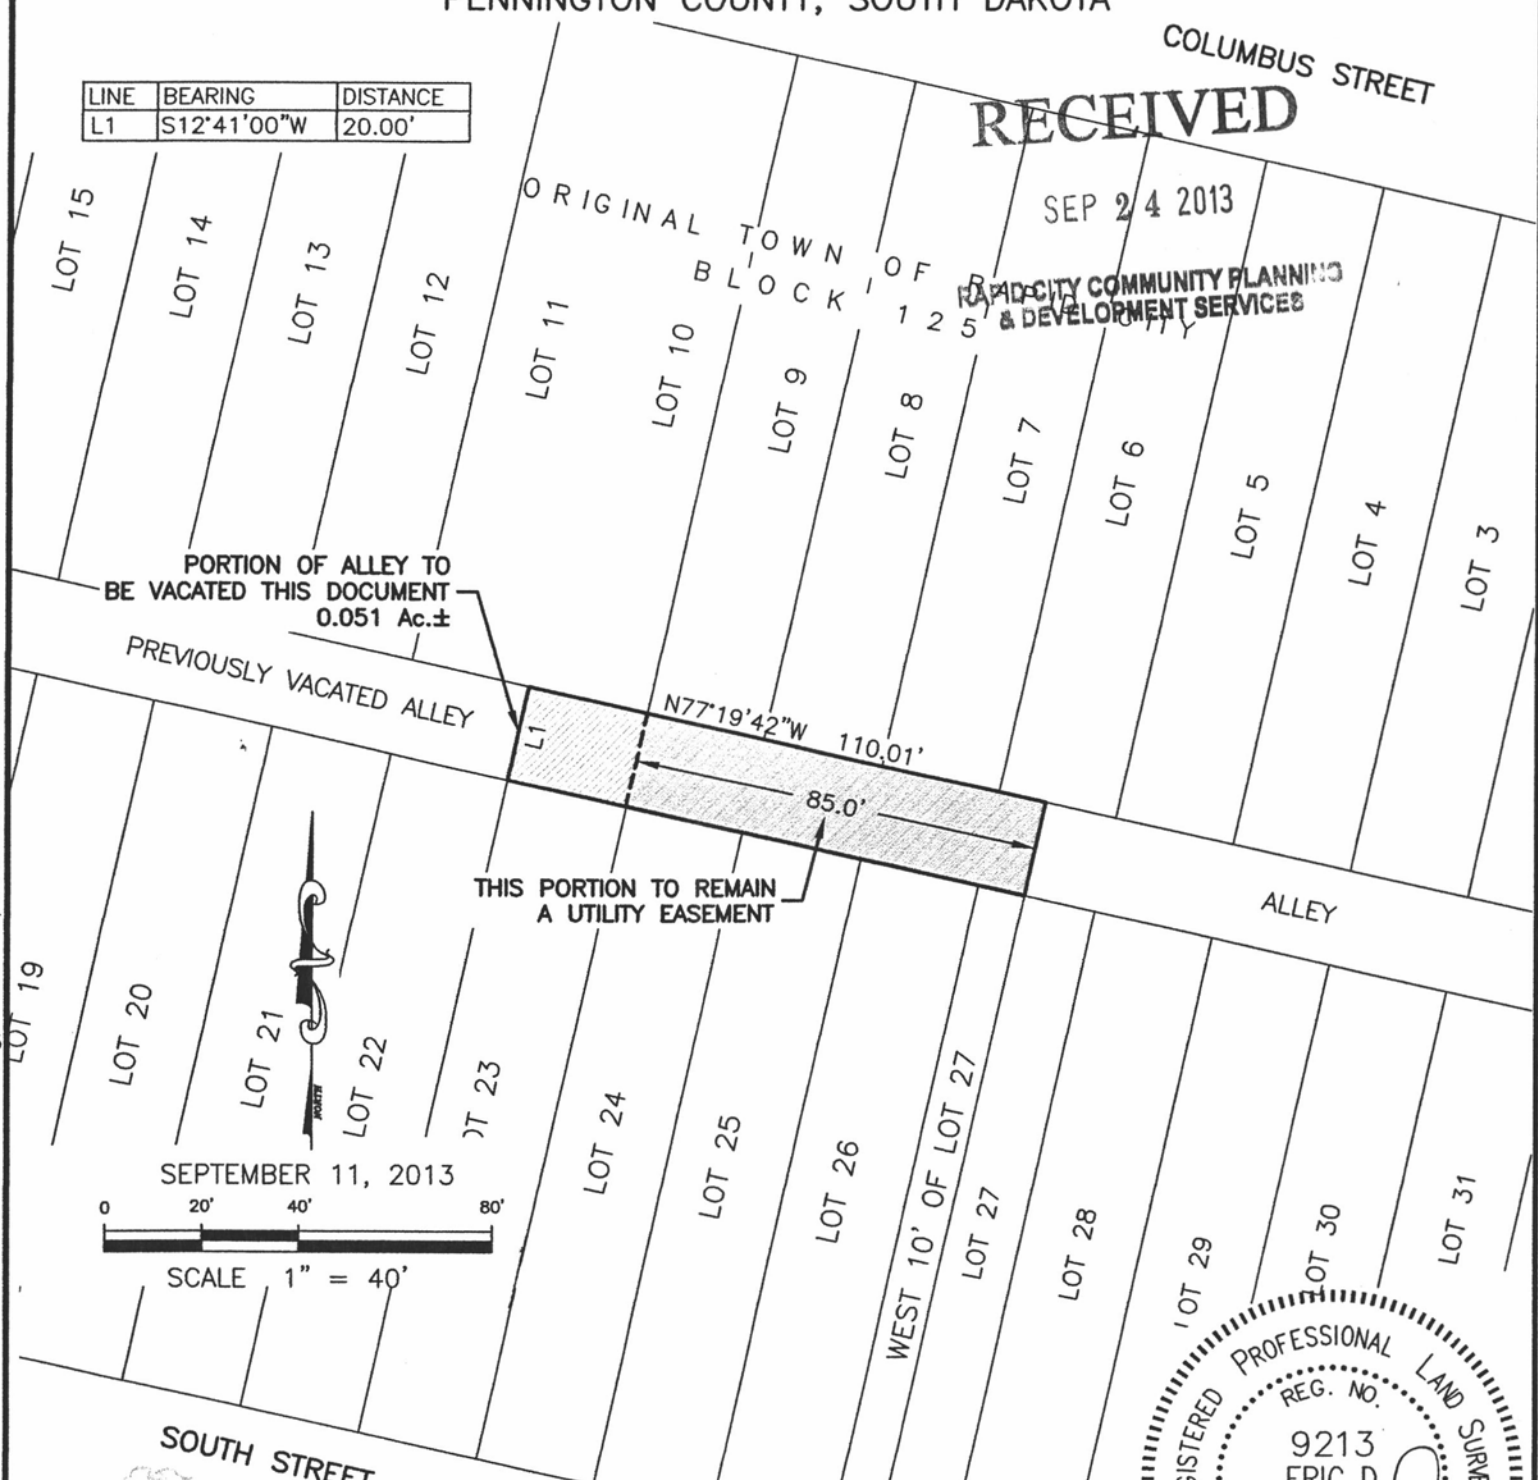 PENNINGTON COUNTY, SOUTH DAKOTA
COLUMBUS STREET
LINE BEARING DISTANCE
L1 S12°41'00"W 20.00'
RECEIVED
SEP 24 2013
RAPID CITY COMMUNITY PLANNING
& DEVELOPMENT SERVICES
ORIGINAL TOWN OF RAPID CITY
BLOCK 125
LOT 15
LOT 14
LOT 13
LOT 12
LOT 11
LOT 10
LOT 9
LOT 8
LOT 7
LOT 6
LOT 5
LOT 4
LOT 3
PORTION OF ALLEY TO
BE VACATED THIS DOCUMENT
0.051 Ac.±
PREVIOUSLY VACATED ALLEY
L1
N77°19'42"W 110.01'
85.0'
THIS PORTION TO REMAIN
A UTILITY EASEMENT
ALLEY
LOT 19
LOT 20
LOT 21
LOT 22
OT 23
LOT 24
LOT 25
LOT 26
WEST 10' OF LOT 27
LOT 27
LOT 28
LOT 29
LOT 30
LOT 31
NORTH
SEPTEMBER 11, 2013
0 20' 40' 80'
SCALE 1" = 40'
SOUTH STREET
GISTERED PROFESSIONAL LAND SURVE
REG. NO.
9213
ERIC D